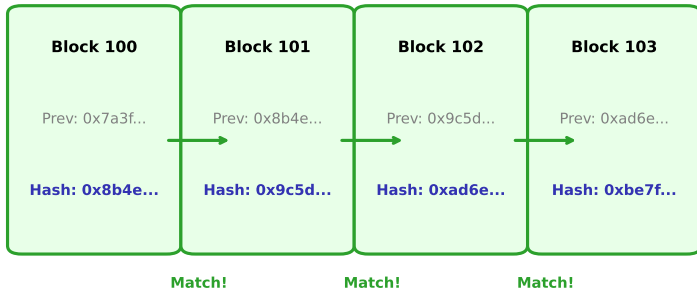 Block 100
Prev: 0x7a3f...
Hash: 0x8b4e...
Block 101
Prev: 0x8b4e...
Hash: 0x9c5d...
Block 102
Prev: 0x9c5d...
Hash: 0xad6e...
Block 103
Prev: 0xad6e...
Hash: 0xbe7f...
Match!
Match!
Match!